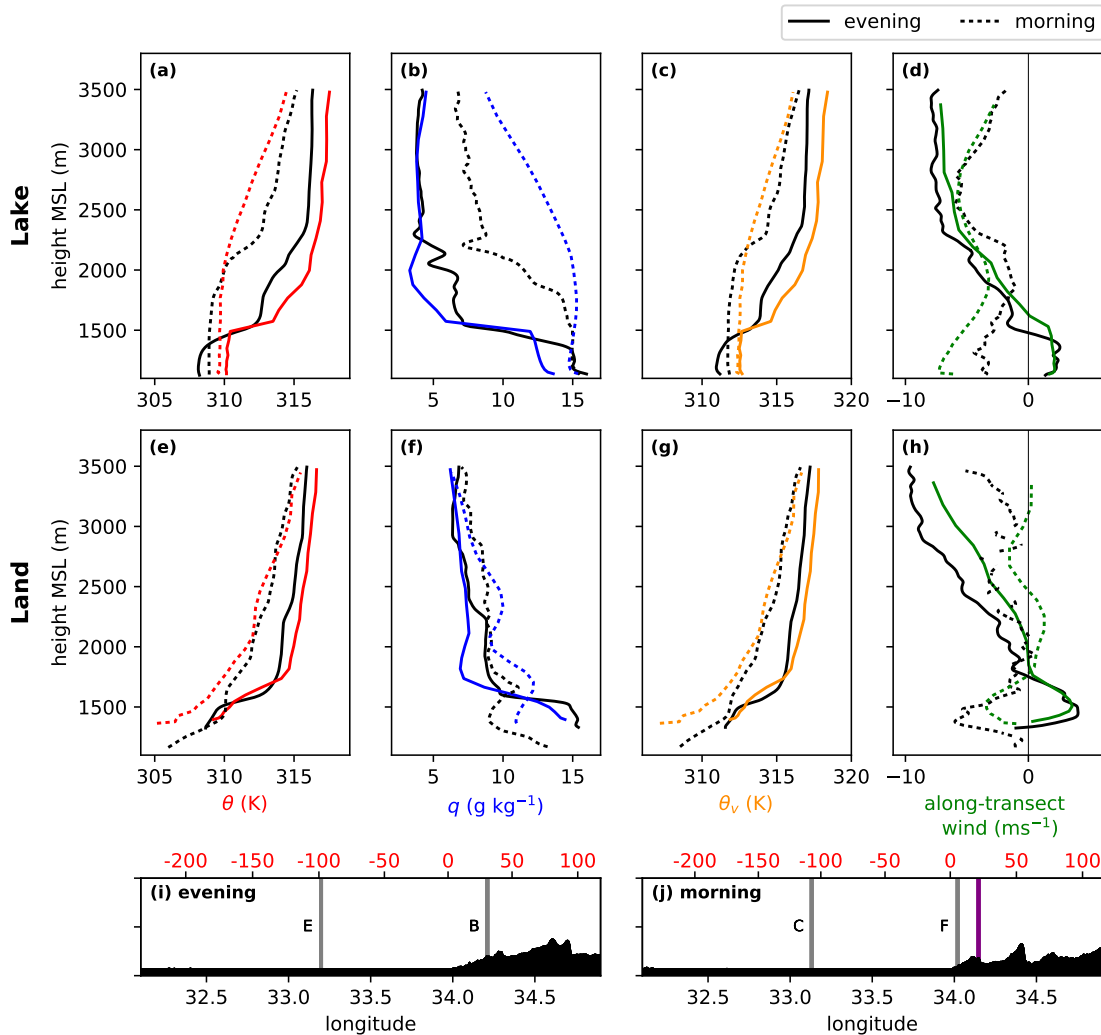 evening morning
(a) (b) (c) (d)
3500
3000
2500
2000
1500
height MSL (m)
Lake
305 310 315
5 10 15
310 315 320
−10 0
(e) (f) (g) (h)
3500
3000
2500
2000
1500
height MSL (m)
Land
305 310 315
5 10 15
310 315 320
−10 0
θ (K)
q (g kg⁻¹)
θᵥ (K)
along-transect
wind (ms⁻¹)
-200 -150 -100 -50 0 50 100
(i) evening
E B
32.5 33.0 33.5 34.0 34.5
longitude
-200 -150 -100 -50 0 50 100
(j) morning
C F
32.5 33.0 33.5 34.0 34.5
longitude